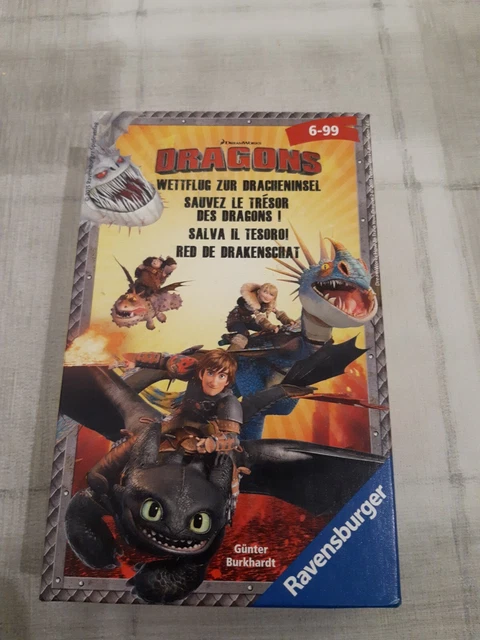 6-99
DREAMWORKS
DRAGONS
WETTFLUG ZUR DRACHENINSEL
SAUVEZ LE TRÉSOR
DES DRAGONS !
SALVA IL TESORO!
RED DE DRAKENSCHAT
Günter
Burkhardt
Ravensburger